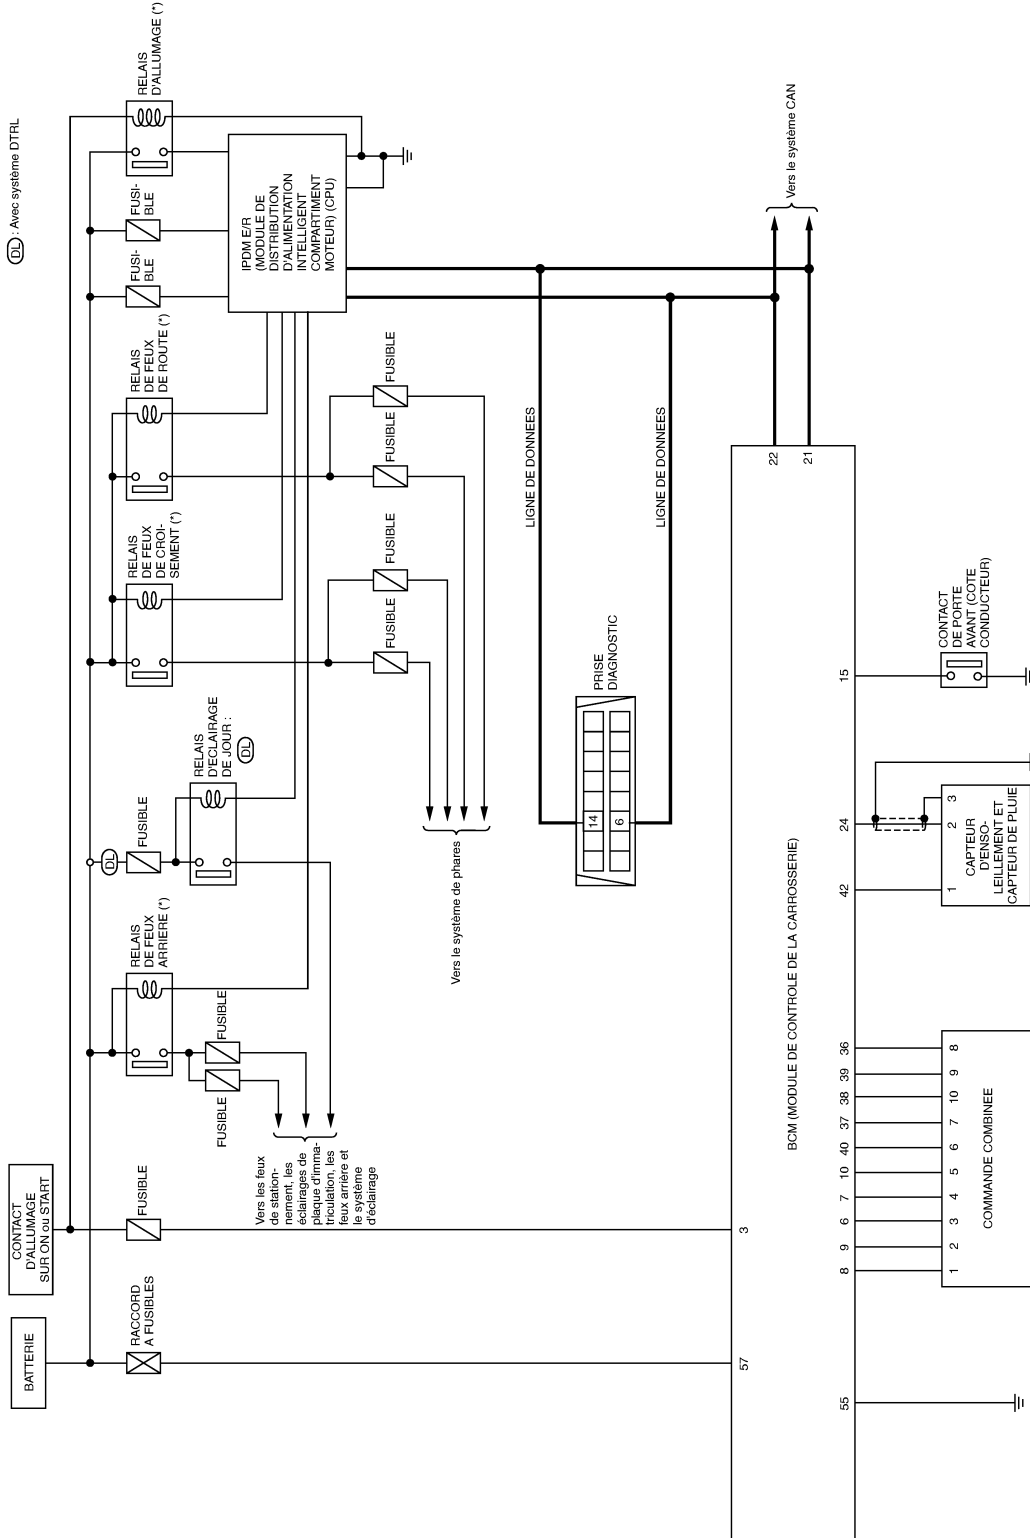 BATTERIE
CONTACT
D'ALLUMAGE
SUR ON ou START
(DL) : Avec système DTRL
RACCORD
A FUSIBLES
FUSIBLE
RELAIS
DE FEUX
ARRIERE (*)
FUSIBLE
FUSIBLE
DL
FUSIBLE
RELAIS
D'ECLAIRAGE
DE JOUR :
DL
RELAIS
DE FEUX
DE CROI-
SEMENT (*)
RELAIS
DE FEUX
DE ROUTE (*)
FUSI-
BLE
FUSI-
BLE
RELAIS
D'ALLUMAGE (*)
IPDM E/R
(MODULE DE
DISTRIBUTION
D'ALIMENTATION
INTELLIGENT
COMPARTIMENT
MOTEUR) (CPU)
Vers les feux
de station-
nement, les
éclairages de
plaque d'imma-
triculation, les
feux arrière et
le système
d'éclairage
FUSIBLE
FUSIBLE
FUSIBLE
FUSIBLE
Vers le système de phares
LIGNE DE DONNEES
LIGNE DE DONNEES
PRISE
DIAGNOSTIC
14
6
Vers le système CAN
57
3
22
21
BCM (MODULE DE CONTROLE DE LA CARROSSERIE)
55
8
9
6
7
10
40
37
38
39
36
42
24
15
1
2
3
4
5
6
7
10
9
8
COMMANDE COMBINEE
1
2
3
CAPTEUR
D'ENSO-
LEILLEMENT ET
CAPTEUR DE PLUIE
CONTACT
DE PORTE
AVANT (COTE
CONDUCTEUR)